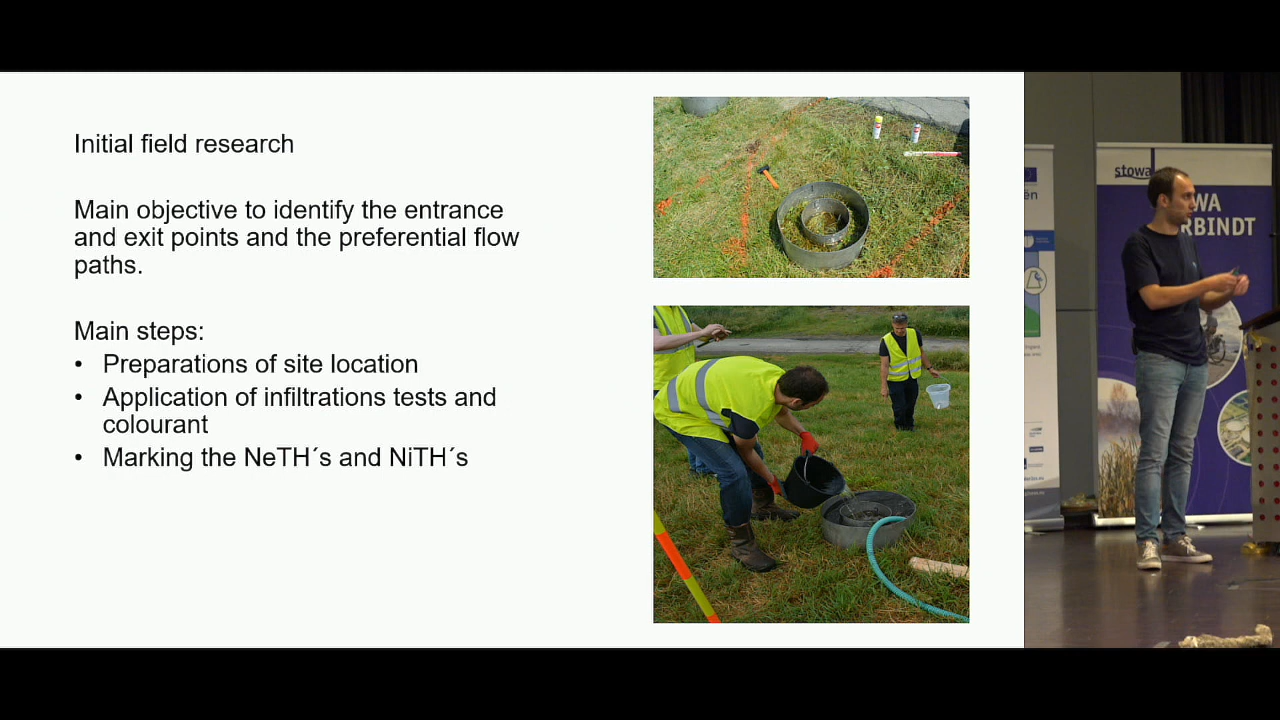 Initial field research
Main objective to identify the entrance
and exit points and the preferential flow
paths.
Main steps:
• Preparations of site location
• Application of infiltrations tests and
colourant
• Marking the NeTH´s and NiTH´s
stowa
WA
RBINDT
ën